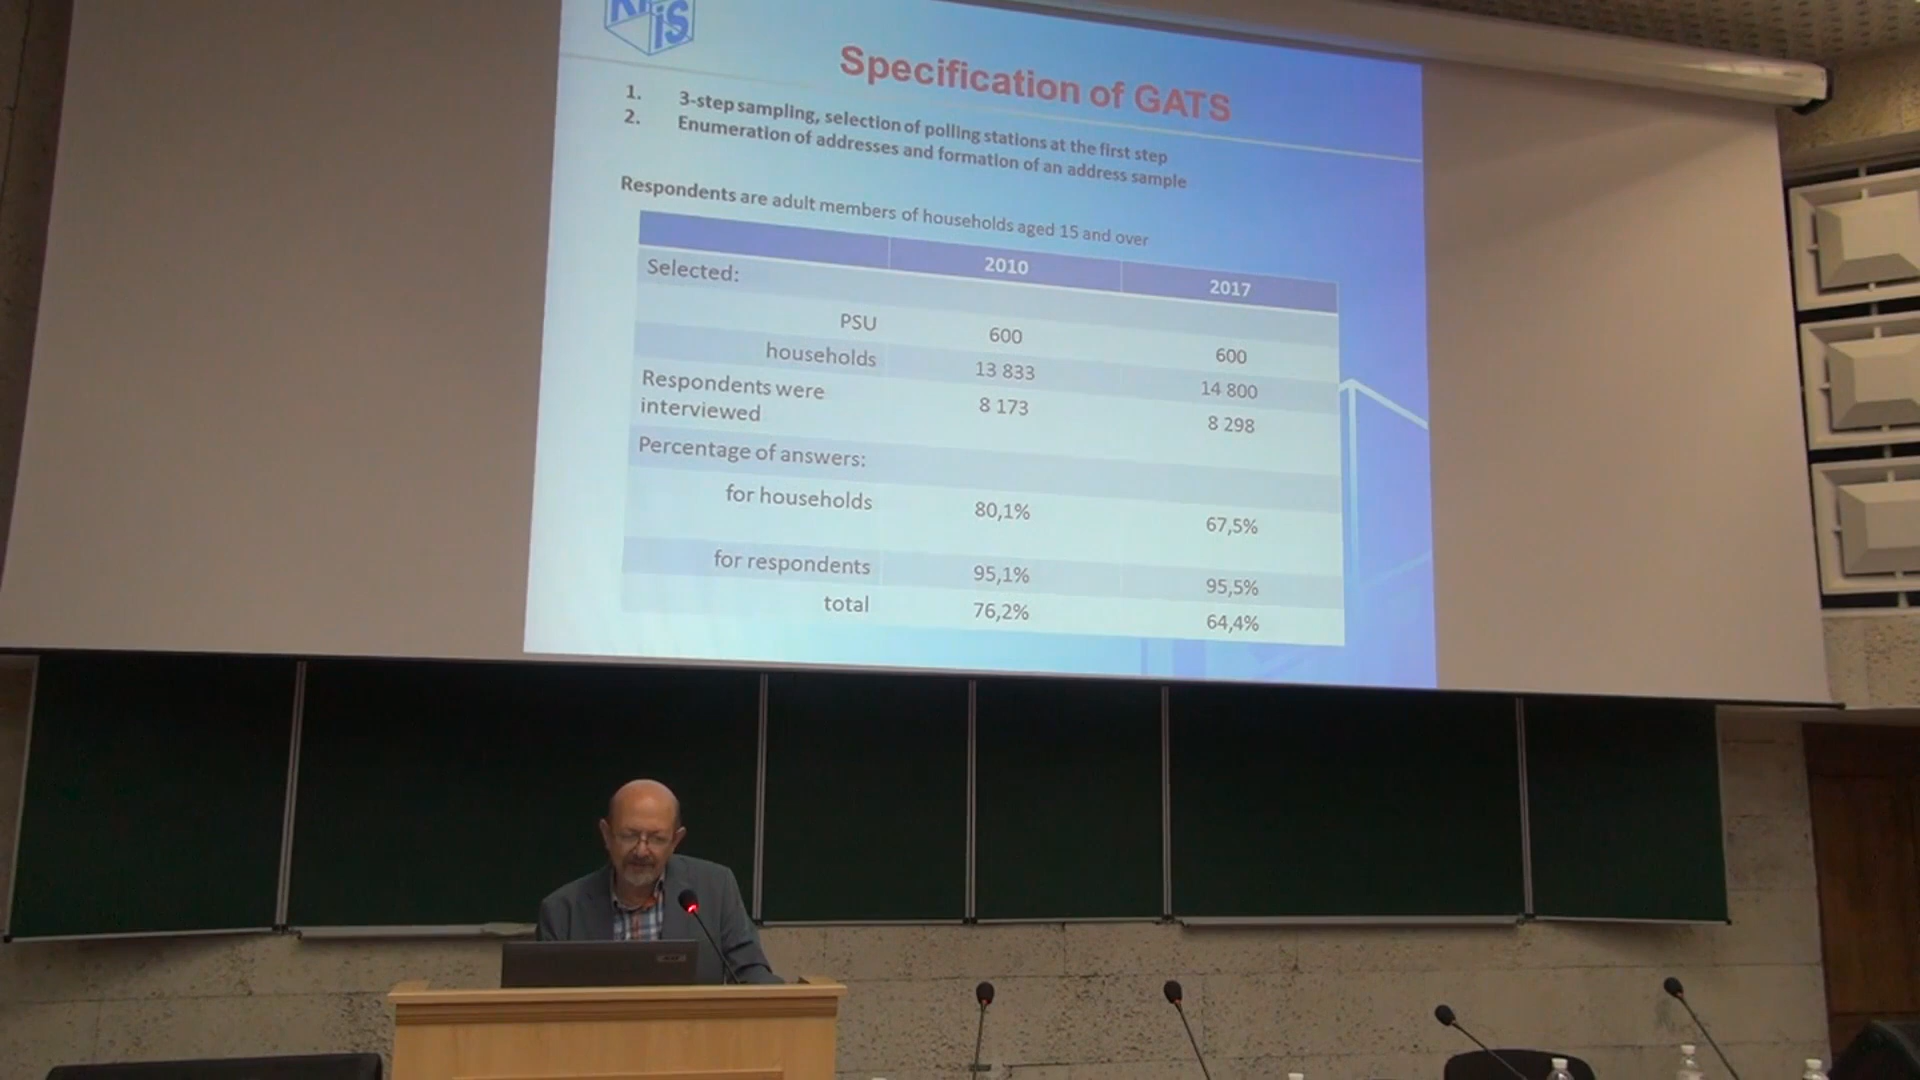 iS
Specification of GATS
1. 3-step sampling, selection of polling stations at the first step
2. Enumeration of addresses and formation of an address sample
Respondents are adult members of households aged 15 and over
2010 2017
Selected:
PSU 600 600
households 13 833 14 800
Respondents were
interviewed 8 173 8 298
Percentage of answers:
for households 80,1% 67,5%
for respondents 95,1% 95,5%
total 76,2% 64,4%
acer